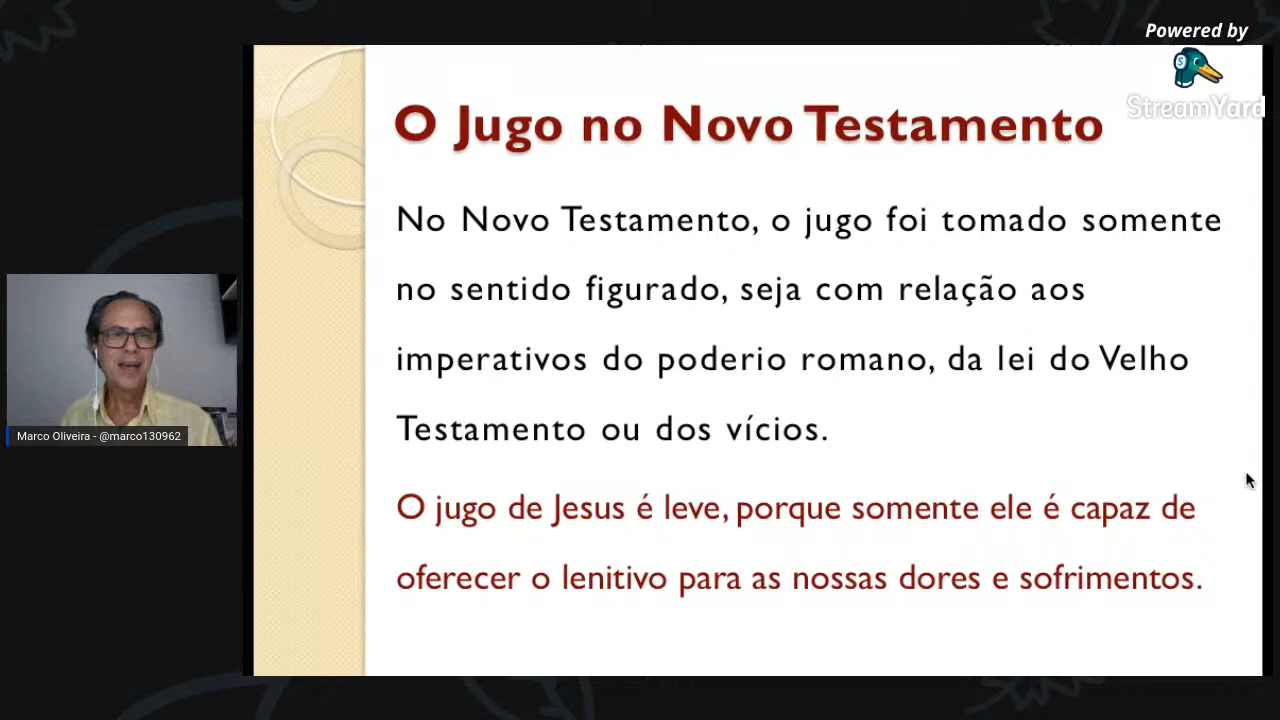 Powered by
StreamYard
O Jugo no Novo Testamento
No Novo Testamento, o jugo foi tomado somente
no sentido figurado, seja com relação aos
imperativos do poderio romano, da lei do Velho
Testamento ou dos vícios.
O jugo de Jesus é leve, porque somente ele é capaz de
oferecer o lenitivo para as nossas dores e sofrimentos.
Marco Oliveira - @marco130962